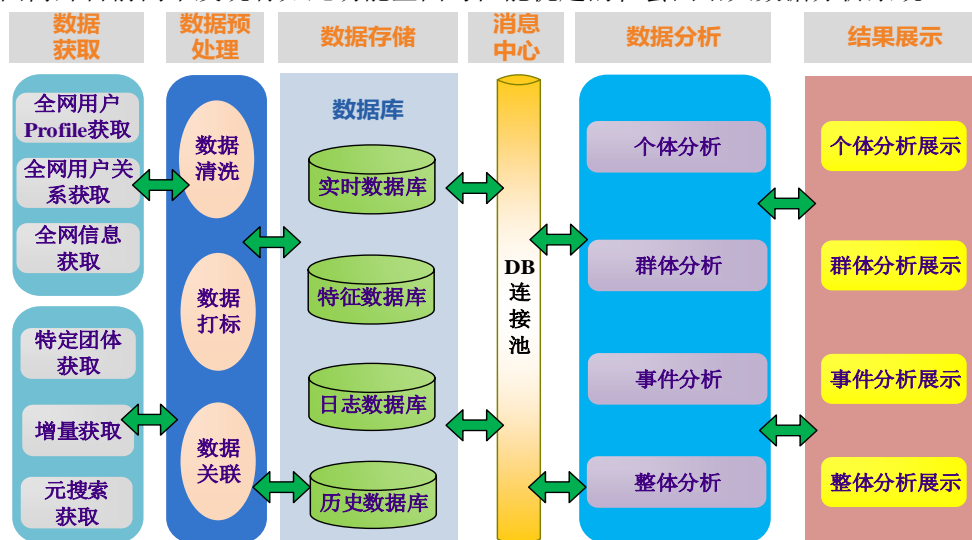 数据
获取
数据预
处理
数据存储
消息
中心
数据分析
结果展示
全网用户
Profile获取
全网用户关
系获取
全网信息
获取
特定团体
获取
增量获取
元搜索
获取
数据
清洗
数据
打标
数据
关联
数据库
实时数据库
特征数据库
日志数据库
历史数据库
DB
连
接
池
个体分析
群体分析
事件分析
整体分析
个体分析展示
群体分析展示
事件分析展示
整体分析展示